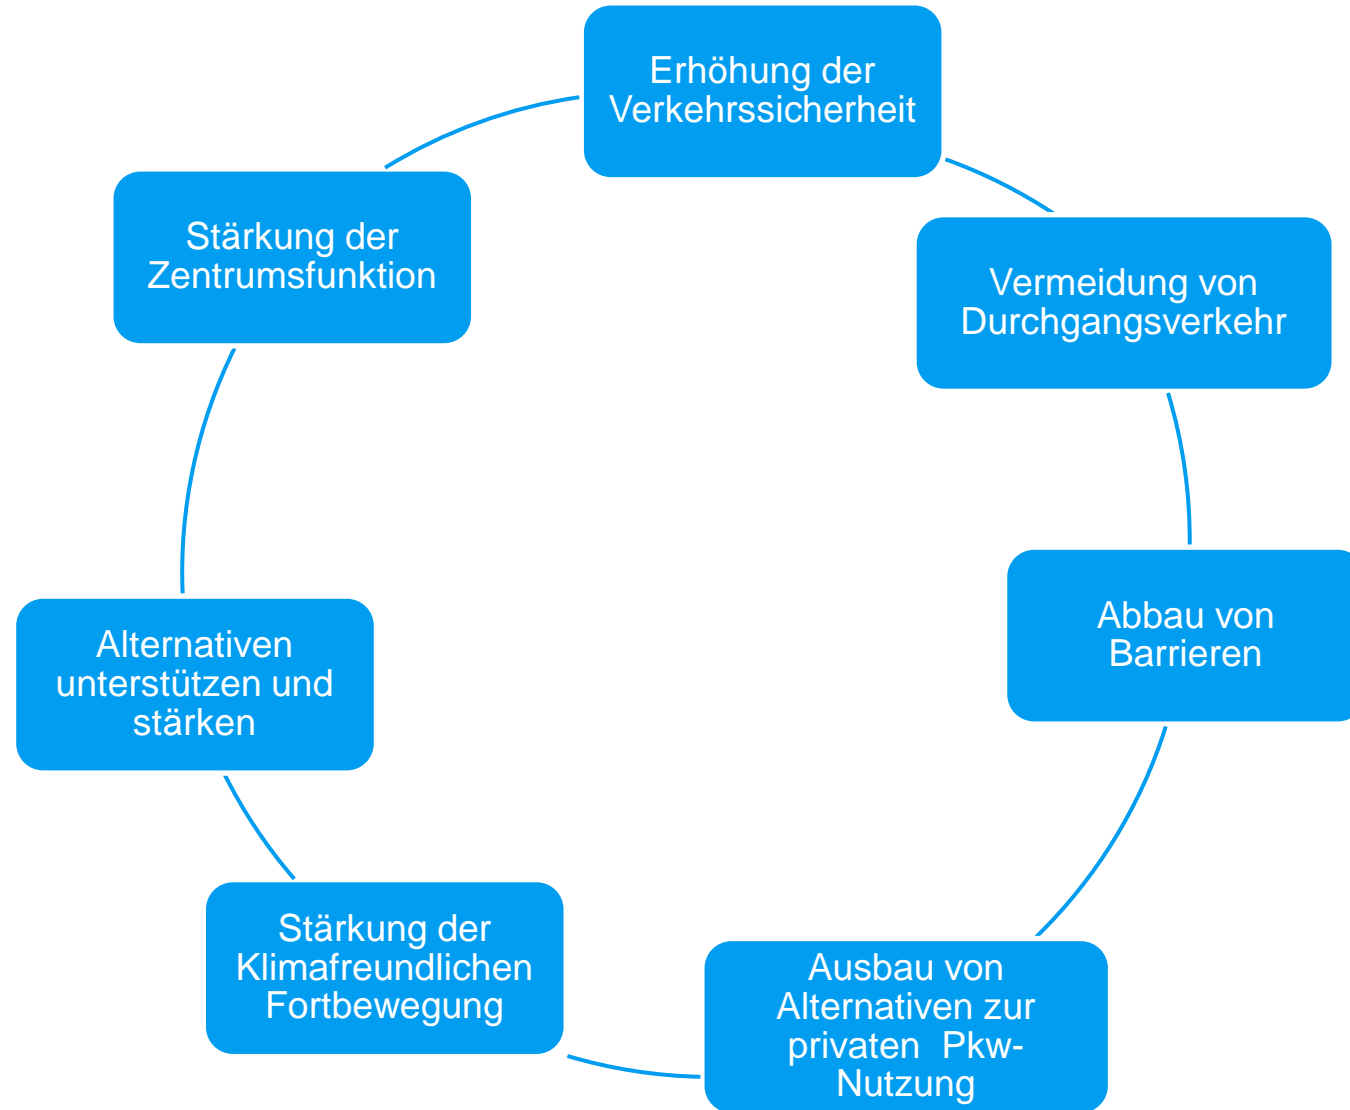 Erhöhung der
Verkehrssicherheit
Vermeidung von
Durchgangsverkehr
Abbau von
Barrieren
Ausbau von
Alternativen zur
privaten  Pkw-
Nutzung
Stärkung der
Klimafreundlichen
Fortbewegung
Alternativen
unterstützen und
stärken
Stärkung der
Zentrumsfunktion